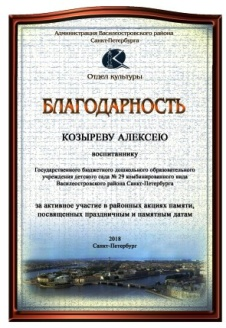 Администрация Василеостровского района
Санкт-Петербурга
Отдел культуры
БЛАГОДАРНОСТЬ
КОЗЫРЕВУ АЛЕКСЕЮ
воспитаннику
Государственного бюджетного дошкольного образовательного
учреждения детского сада № 29 комбинированного вида
Василеостровского района Санкт-Петербурга
за активное участие в районных акциях памяти,
посвященных праздничным и памятным датам
2018
Санкт-Петербург